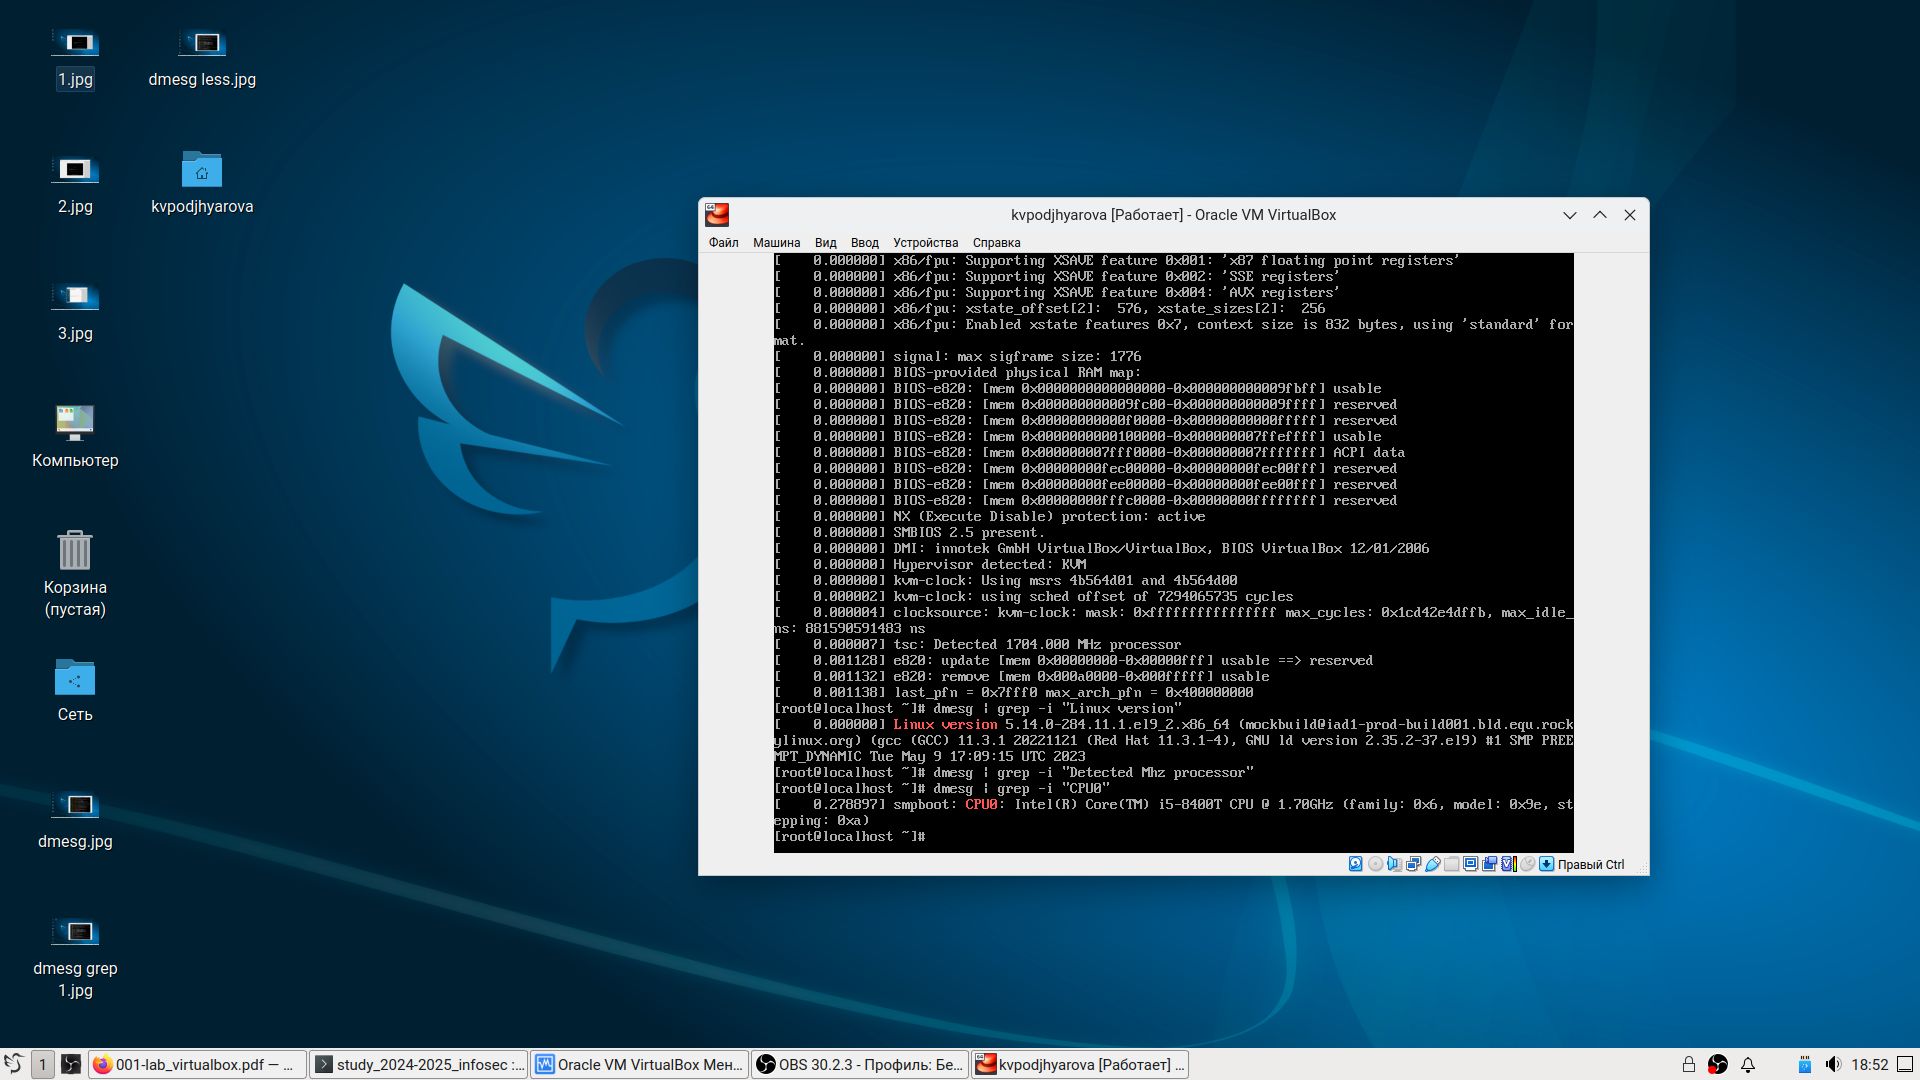 1.jpg
dmesg less.jpg
2.jpg
kvpodjhyarova
3.jpg
Компьютер
Корзина
(пустая)
Сеть
dmesg.jpg
dmesg grep
1.jpg
kvpodjhyarova [Работает] - Oracle VM VirtualBox
Файл Машина Вид Ввод Устройства Справка
[    0.000000] x86/fpu: Supporting XSAVE feature 0x001: 'x87 floating point registers'
[    0.000000] x86/fpu: Supporting XSAVE feature 0x002: 'SSE registers'
[    0.000000] x86/fpu: Supporting XSAVE feature 0x004: 'AVX registers'
[    0.000000] x86/fpu: xstate_offset[2]:  576, xstate_sizes[2]:  256
[    0.000000] x86/fpu: Enabled xstate features 0x7, context size is 832 bytes, using 'standard' for
mat.
[    0.000000] signal: max sigframe size: 1776
[    0.000000] BIOS-provided physical RAM map:
[    0.000000] BIOS-e820: [mem 0x0000000000000000-0x000000000009fbff] usable
[    0.000000] BIOS-e820: [mem 0x000000000009fc00-0x000000000009ffff] reserved
[    0.000000] BIOS-e820: [mem 0x00000000000f0000-0x00000000000fffff] reserved
[    0.000000] BIOS-e820: [mem 0x0000000000100000-0x000000007ffeffff] usable
[    0.000000] BIOS-e820: [mem 0x000000007fff0000-0x000000007fffffff] ACPI data
[    0.000000] BIOS-e820: [mem 0x00000000fec00000-0x00000000fec00fff] reserved
[    0.000000] BIOS-e820: [mem 0x00000000fee00000-0x00000000fee00fff] reserved
[    0.000000] BIOS-e820: [mem 0x00000000fffc0000-0x00000000ffffffff] reserved
[    0.000000] NX (Execute Disable) protection: active
[    0.000000] SMBIOS 2.5 present.
[    0.000000] DMI: innotek GmbH VirtualBox/VirtualBox, BIOS VirtualBox 12/01/2006
[    0.000000] Hypervisor detected: KVM
[    0.000000] kvm-clock: Using msrs 4b564d01 and 4b564d00
[    0.000002] kvm-clock: using sched offset of 7294065735 cycles
[    0.000004] clocksource: kvm-clock: mask: 0xffffffffffffffff max_cycles: 0x1cd42e4dffb, max_idle_
ns: 881590591483 ns
[    0.000007] tsc: Detected 1704.000 MHz processor
[    0.001128] e820: update [mem 0x00000000-0x00000fff] usable ==> reserved
[    0.001132] e820: remove [mem 0x000a0000-0x000fffff] usable
[    0.001138] last_pfn = 0x7fff0 max_arch_pfn = 0x400000000
[root@localhost ~]# dmesg | grep -i "Linux version"
[    0.000000] Linux version 5.14.0-284.11.1.el9_2.x86_64 (mockbuild@iad1-prod-build001.bld.equ.rock
ylinux.org) (gcc (GCC) 11.3.1 20221121 (Red Hat 11.3.1-4), GNU ld version 2.35.2-37.el9) #1 SMP PREE
MPT_DYNAMIC Tue May 9 17:09:15 UTC 2023
[root@localhost ~]# dmesg | grep -i "Detected Mhz processor"
[root@localhost ~]# dmesg | grep -i "CPU0"
[    0.278897] smpboot: CPU0: Intel(R) Core(TM) i5-8400T CPU @ 1.70GHz (family: 0x6, model: 0x9e, st
epping: 0xa)
[root@localhost ~]#
Правый Ctrl
1 001-lab_virtualbox.pdf — ... study_2024-2025_infosec :... Oracle VM VirtualBox Мен... OBS 30.2.3 - Профиль: Бе... kvpodjhyarova [Работает] ... 18:52